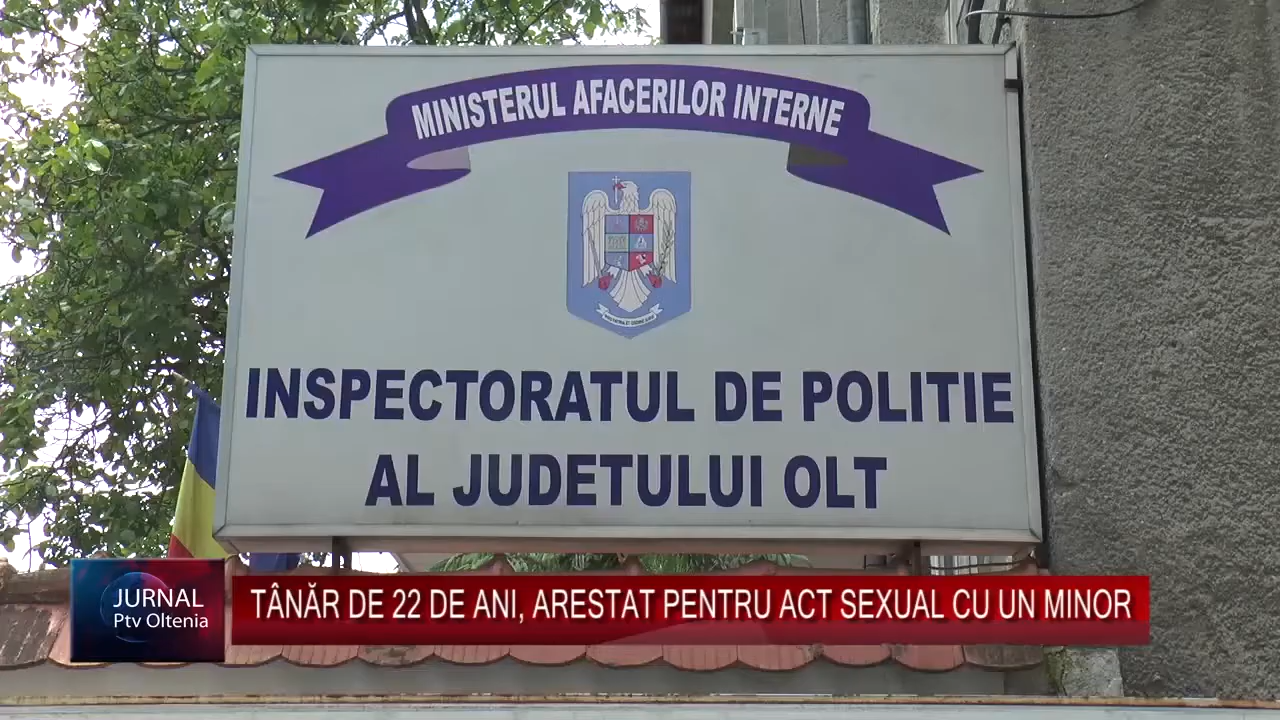 MINISTERUL AFACERILOR INTERNE
INSPECTORATUL DE POLITIE
AL JUDETULUI OLT
JURNAL
Ptv Oltenia
TÂNĂR DE 22 DE ANI, ARESTAT PENTRU ACT SEXUAL CU UN MINOR